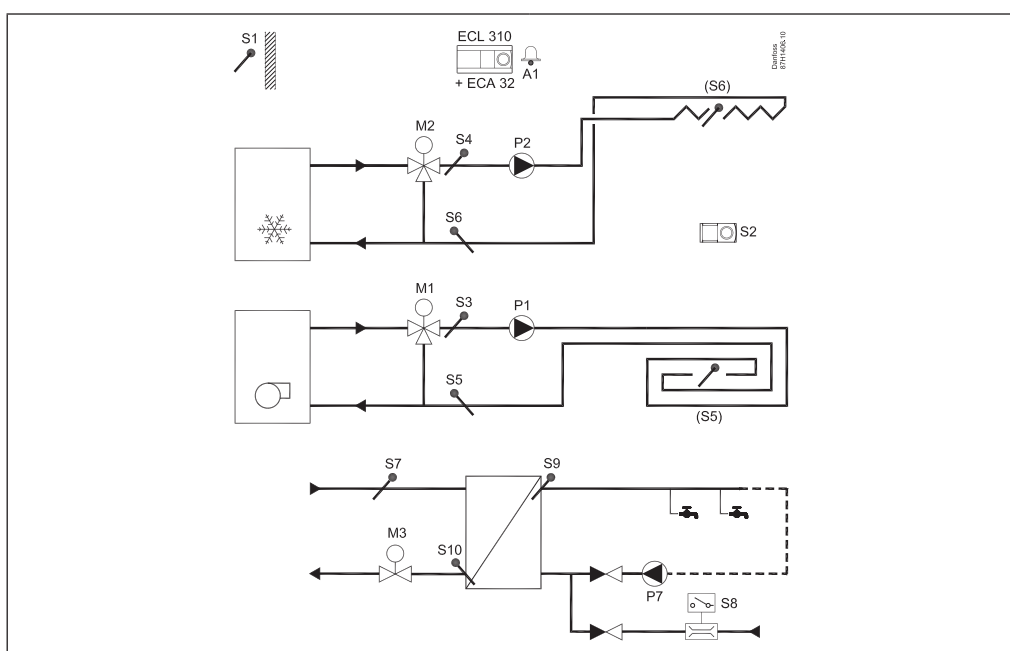 S1
ECL 310
+ ECA 32
A1
Danfoss
87H1406.10
(S6)
M2
S4
P2
S6
S2
M1
S3
P1
S5
(S5)
S7
S9
M3
S10
P7
S8